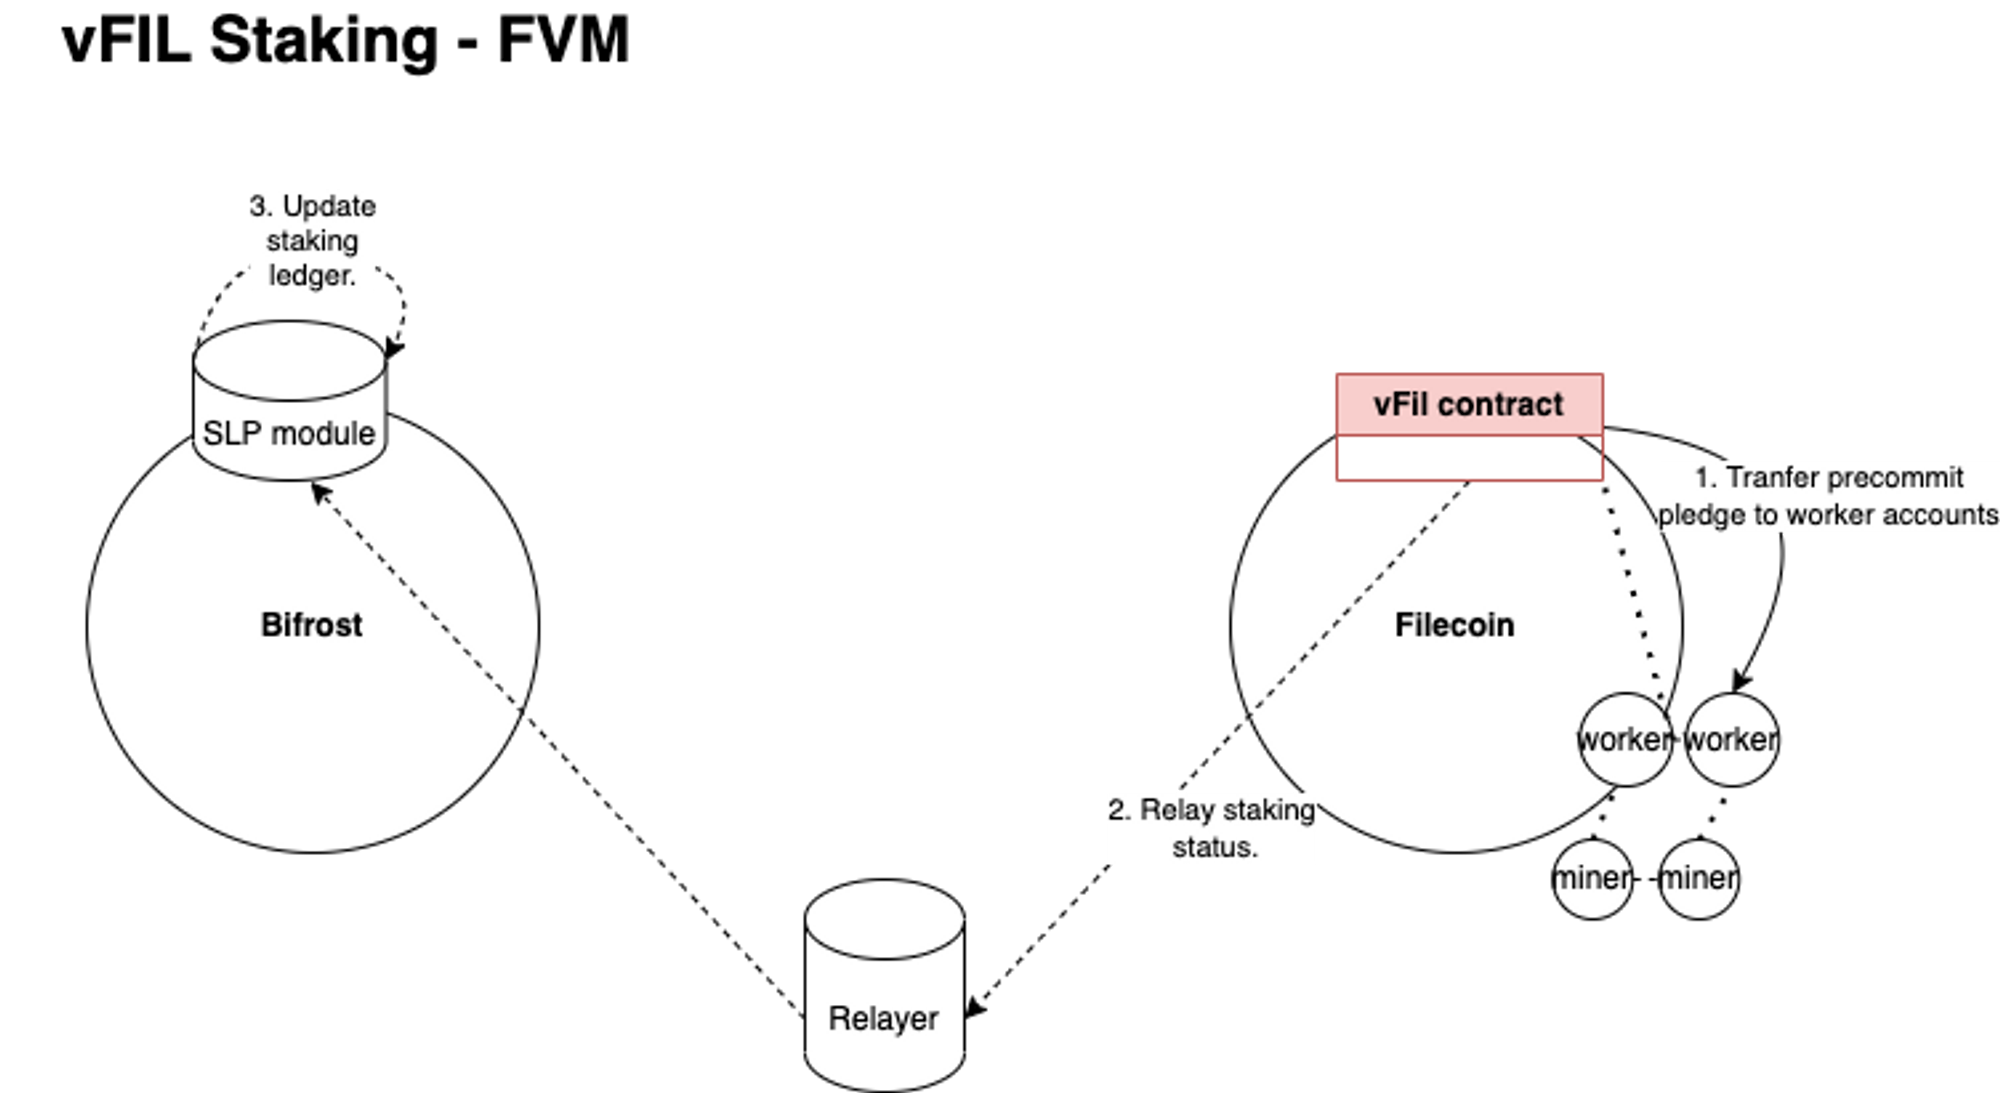 vFIL Staking - FVM
3. Update
staking
ledger.
SLP module
vFil contract
1. Tranfer precommit
pledge to worker accounts
Bifrost
Filecoin
worker
worker
2. Relay staking
status.
miner
miner
Relayer